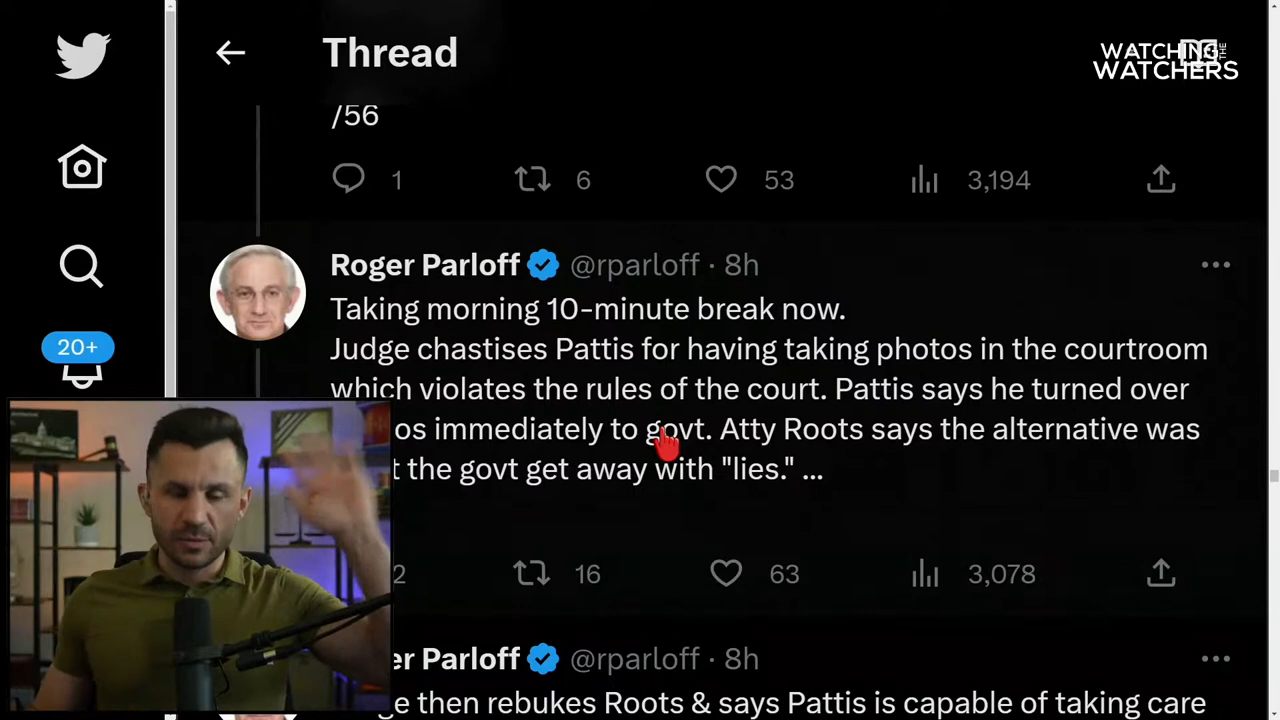 Thread
WATCHING THE
WATCHERS
/56
1 6 53 3,194
Roger Parloff @rparloff · 8h
Taking morning 10-minute break now.
Judge chastises Pattis for having taking photos in the courtroom
which violates the rules of the court. Pattis says he turned over
os immediately to govt. Atty Roots says the alternative was
t the govt get away with "lies." ...
20+
2 16 63 3,078
er Parloff @rparloff · 8h
ge then rebukes Roots & says Pattis is capable of taking care